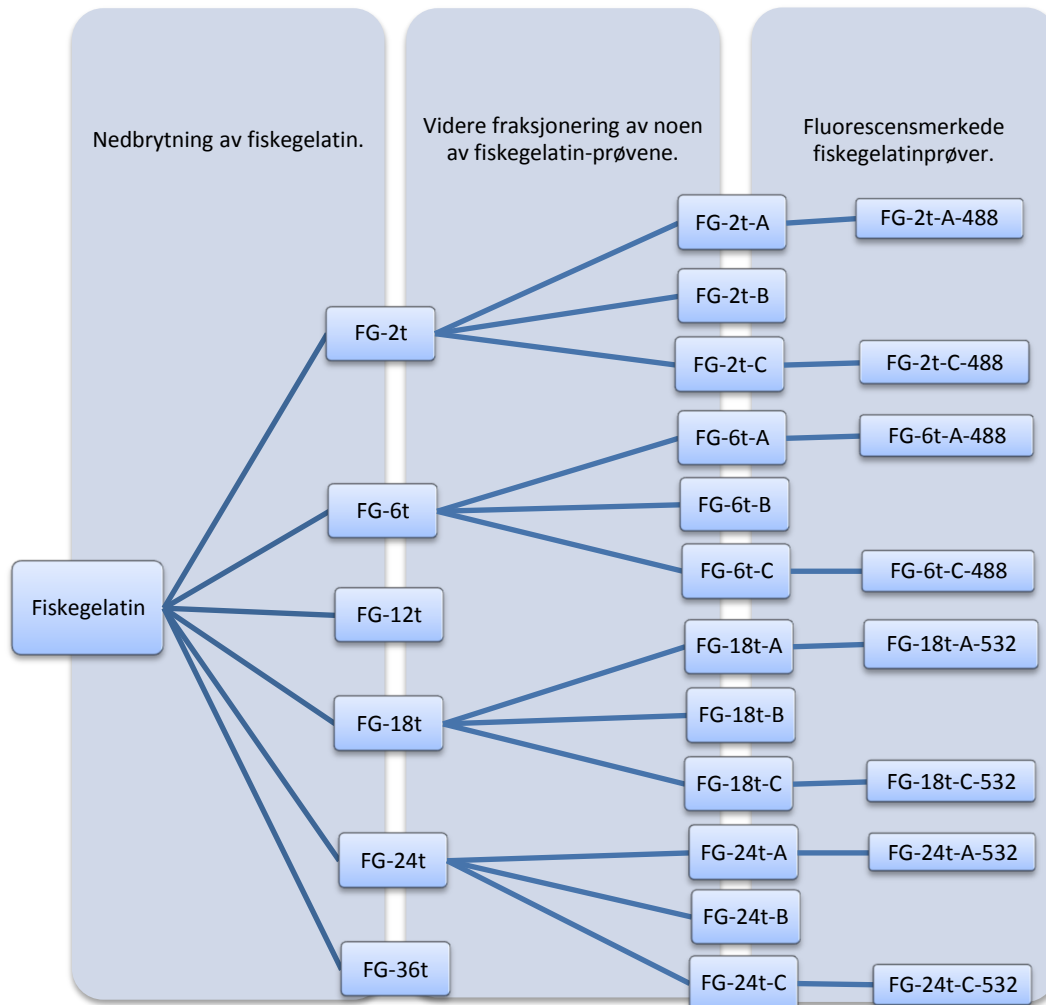 Nedbrytning av fiskegelatin.
Videre fraksjonering av noen
av fiskegelatin-prøvene.
Fluorescensmerkede
fiskegelatinprøver.
Fiskegelatin
FG-2t
FG-2t-A
FG-2t-A-488
FG-2t-B
FG-2t-C
FG-2t-C-488
FG-6t
FG-6t-A
FG-6t-A-488
FG-6t-B
FG-6t-C
FG-6t-C-488
FG-12t
FG-18t
FG-18t-A
FG-18t-A-532
FG-18t-B
FG-18t-C
FG-18t-C-532
FG-24t
FG-24t-A
FG-24t-A-532
FG-24t-B
FG-24t-C
FG-24t-C-532
FG-36t